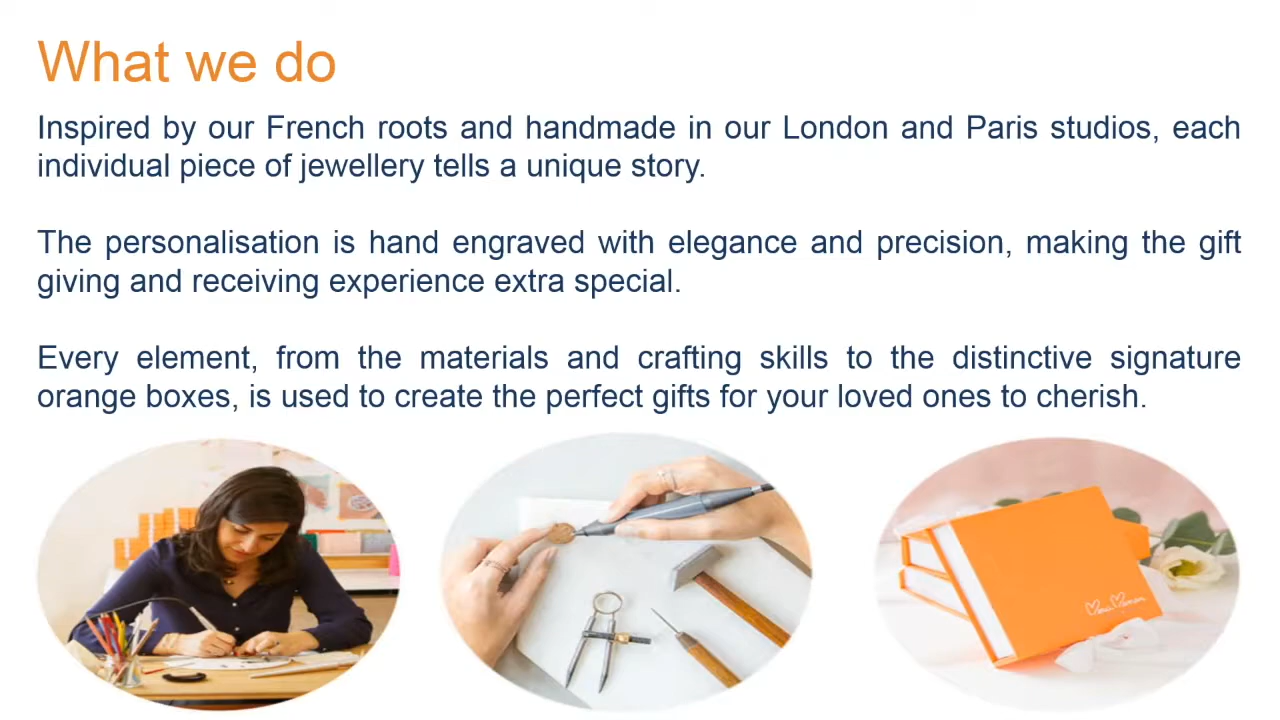 What we do
Inspired by our French roots and handmade in our London and Paris studios, each
individual piece of jewellery tells a unique story.
The personalisation is hand engraved with elegance and precision, making the gift
giving and receiving experience extra special.
Every element, from the materials and crafting skills to the distinctive signature
orange boxes, is used to create the perfect gifts for your loved ones to cherish.